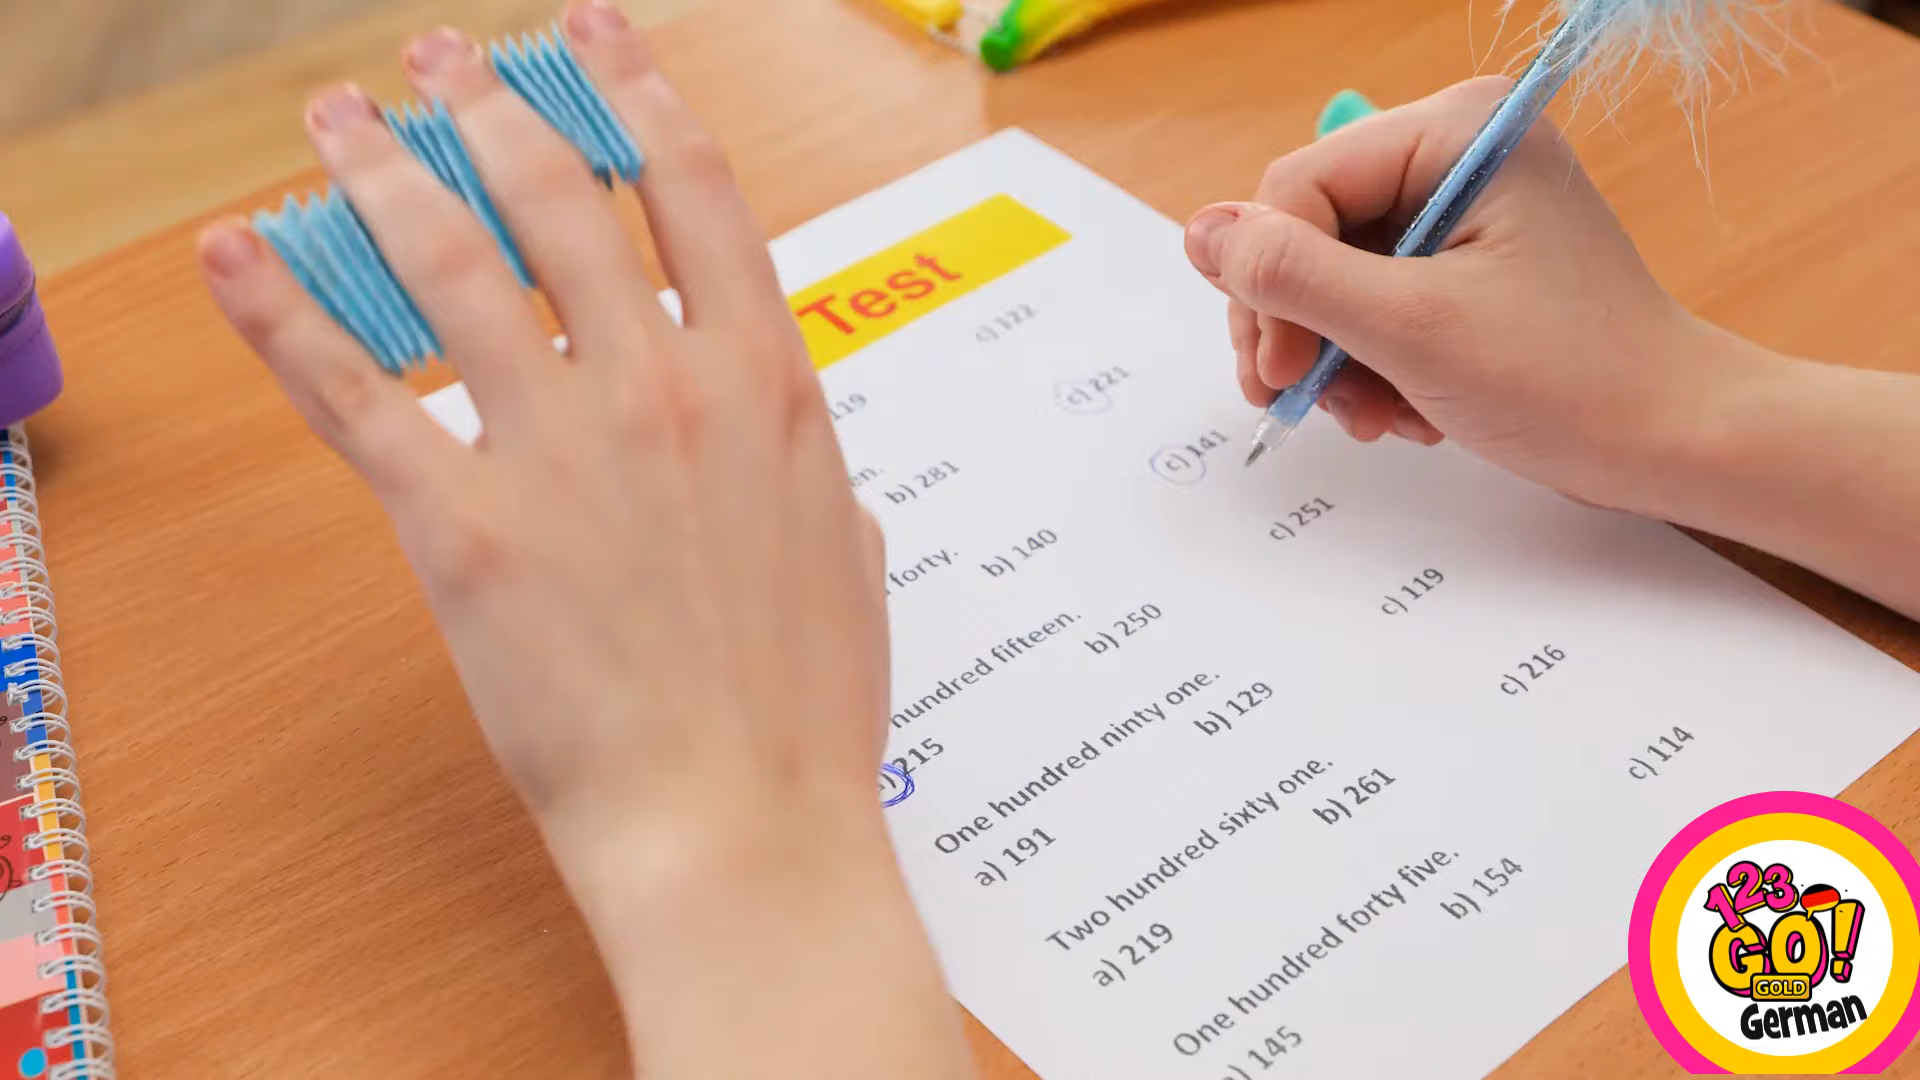 Test
c) 122
119
c) 221
en.
b) 281
c) 141
forty.
b) 140
c) 251
hundred fifteen.
215
b) 250
c) 119
One hundred ninty one.
a) 191
b) 129
c) 216
Two hundred sixty one.
a) 219
b) 261
c) 114
One hundred forty five.
) 145
b) 154
123
GO!
GOLD
German